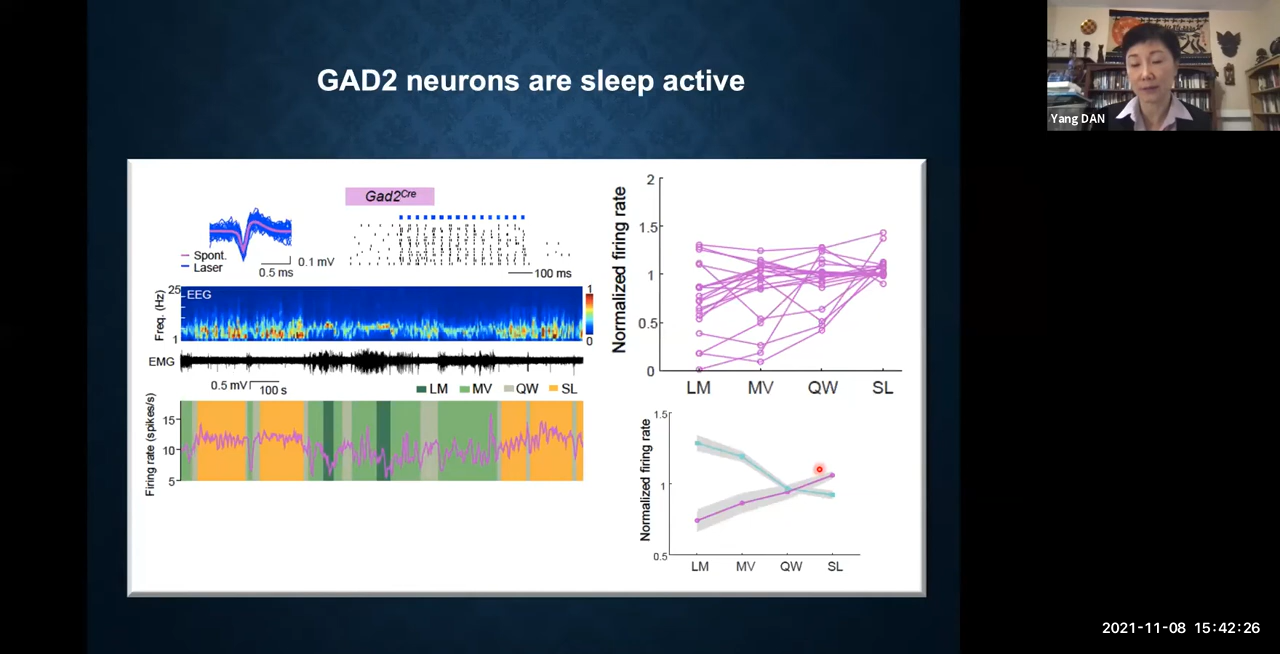 GAD2 neurons are sleep active
Yang DAN
Gad2Cre
Spont.
Laser
0.1 mV
0.5 ms
100 ms
25
EEG
Freq. (Hz)
1
1
0
EMG
0.5 mV
100 s
LM
MV
QW
SL
Firing rate (spikes/s)
15
10
5
Normalized firing rate
2
1.5
1
0.5
0
LM
MV
QW
SL
Normalized firing rate
1.5
1
0.5
LM
MV
QW
SL
2021-11-08 15:42:26